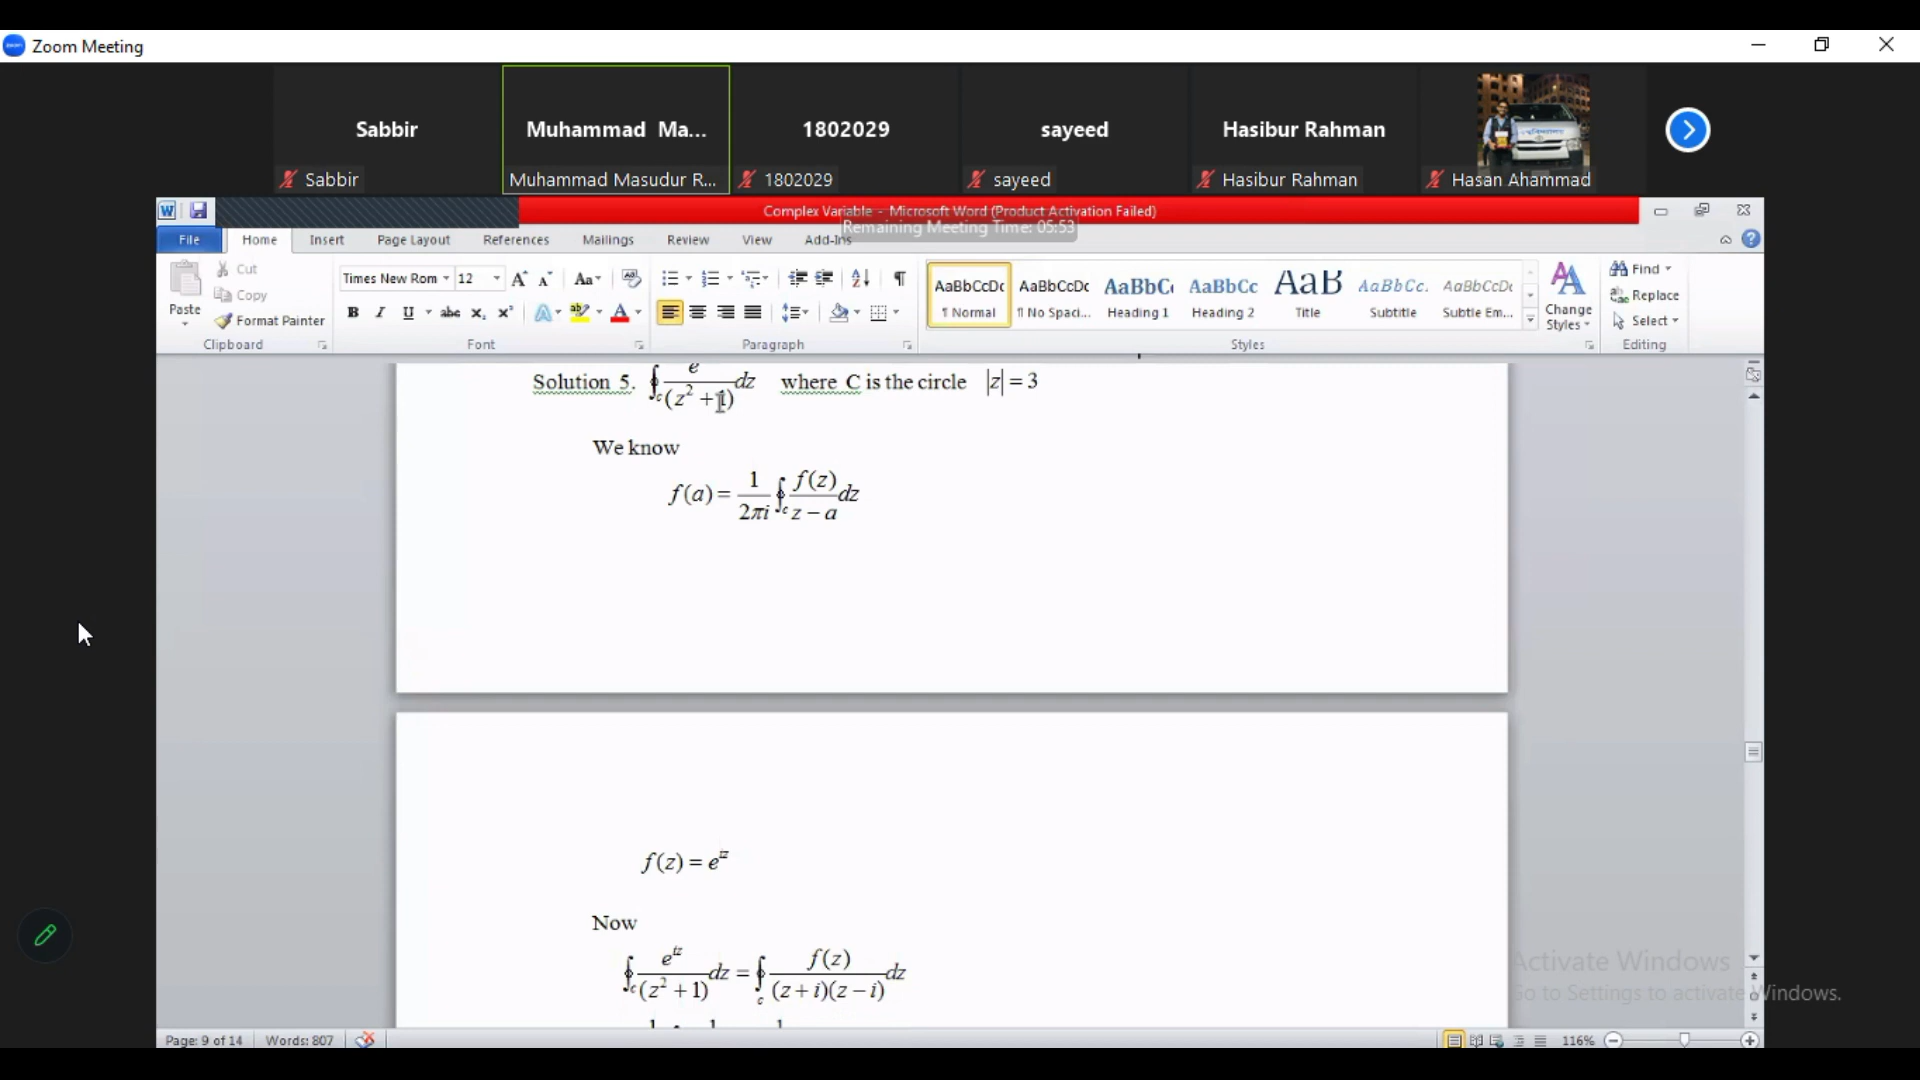 Zoom Meeting
Sabbir
Muhammad Ma...
1802029
sayeed
Hasibur Rahman
Sabbir
Muhammad Masudur R...
1802029
sayeed
Hasibur Rahman
Hasan Ahammad
Complex Variable - Microsoft Word (Product Activation Failed)
Remaining Meeting Time: 05:53
File Home Insert Page Layout References Mailings Review View Add-Ins
Paste
Cut
Copy
Format Painter
Clipboard
Times New Rom 12
Font
Paragraph
AaBbCcDc AaBbCcDc AaBbC AaBbCc AaB AaBbCc. AaBbCcDc
¶ Normal ¶ No Spaci... Heading 1 Heading 2 Title Subtitle Subtle Em...
Change Styles
Styles
Find
Replace
Select
Editing
Solution 5. ∮c e/(z² + 1) dz where C is the circle |z| = 3
We know
f(a) = 1/2πi ∮c f(z)/z − a dz
f(z) = e^tz
Now
∮c e^tz/(z² + 1) dz = ∮c f(z)/(z + i)(z − i) dz
Activate Windows
Go to Settings to activate Windows.
Page: 9 of 14 Words: 807 116%